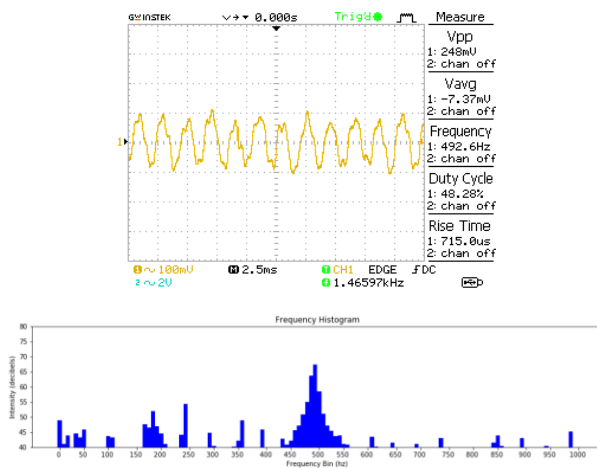 GWINSTEK 0.000s Trig'd Measure
Vpp
1: 248mV
2: chan off
Vavg
1: -7.37mV
2: chan off
Frequency
1: 492.6Hz
2: chan off
Duty Cycle
1: 48.28%
2: chan off
Rise Time
1: 715.0us
2: chan off
1
1 ~ 100mV M 2.5ms T CH1 EDGE DC
2 ~ 2V 1.46597kHz
Frequency Histogram
Intensity (decibels)
80
75
70
65
60
55
50
45
40
0 50 100 150 200 250 300 350 400 450 500 550 600 650 700 750 800 850 900 950 1000
Frequency Bin (hz)